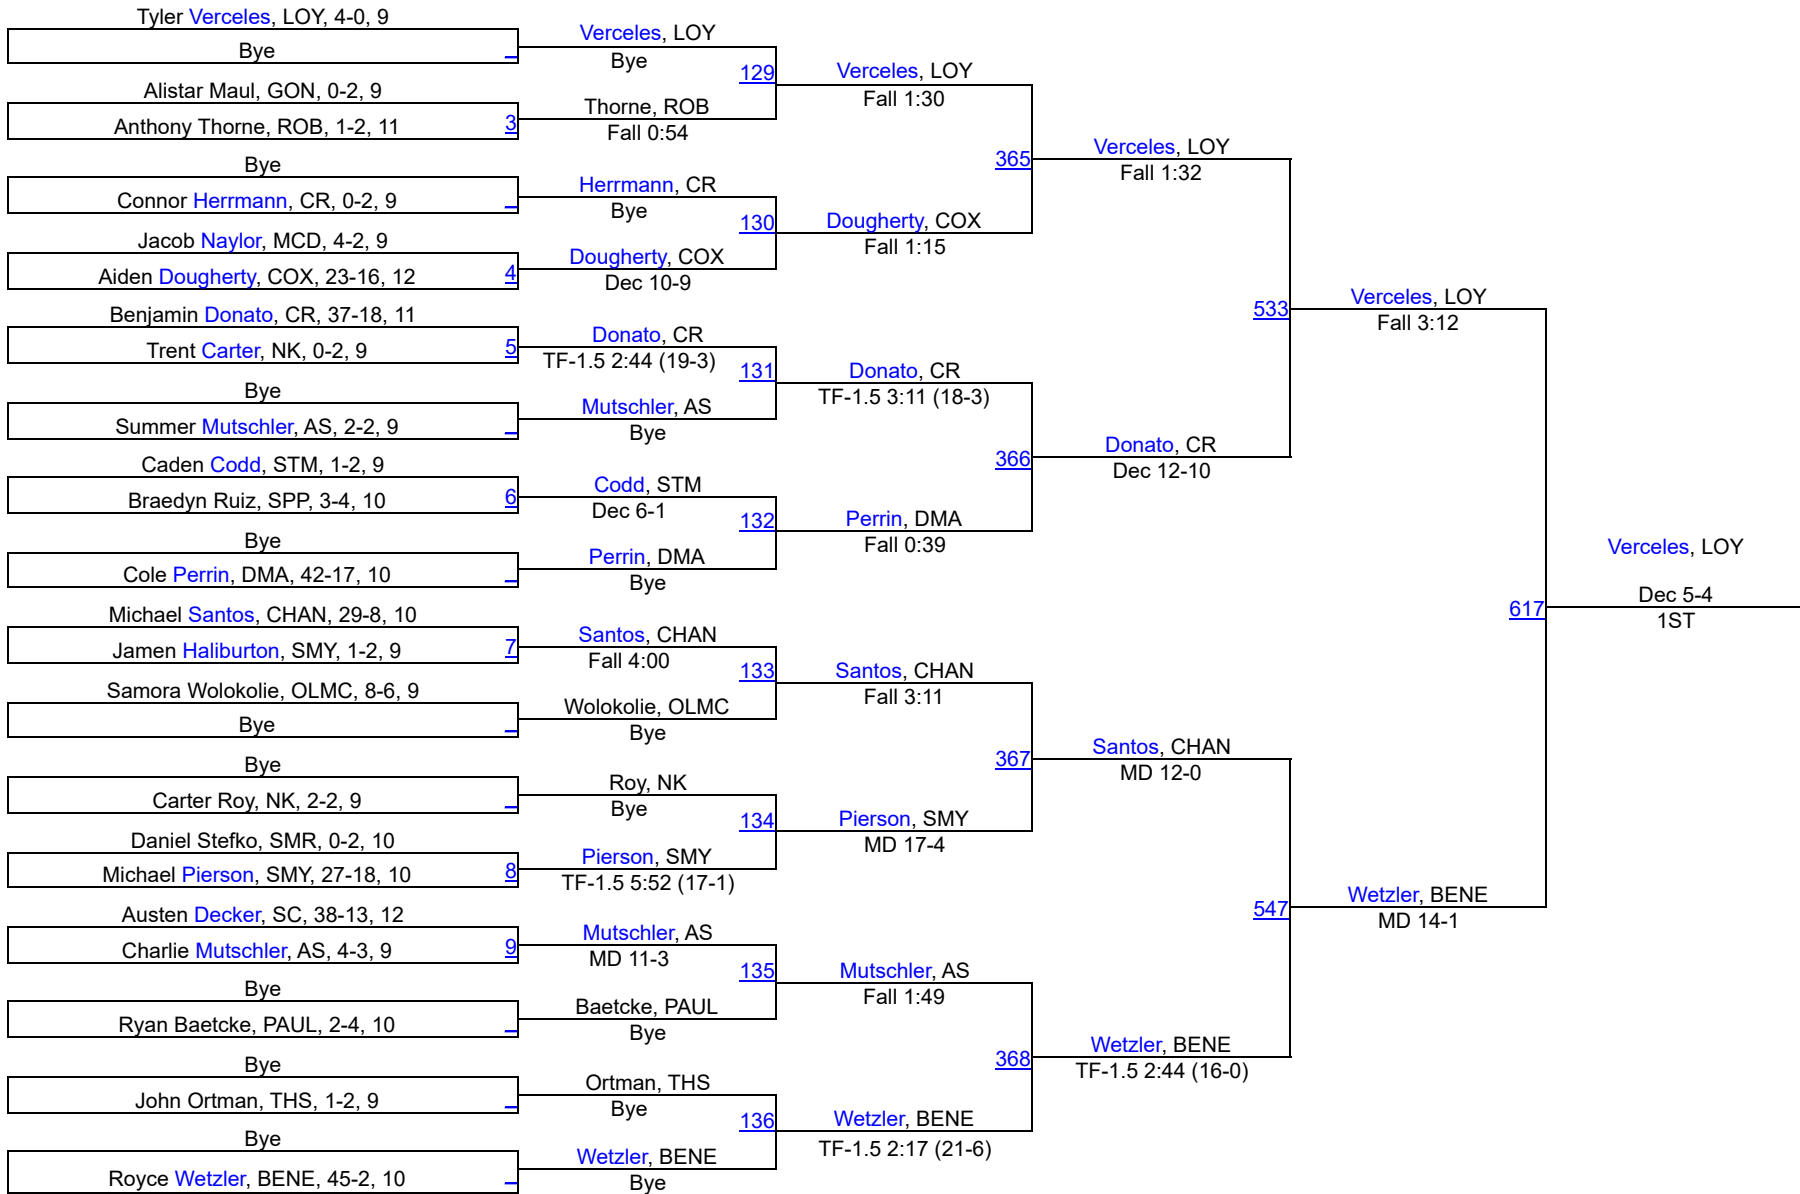 Tyler Verceles, LOY, 4-0, 9
Bye
Alistar Maul, GON, 0-2, 9
Anthony Thorne, ROB, 1-2, 11
3
Bye
Connor Herrmann, CR, 0-2, 9
Jacob Naylor, MCD, 4-2, 9
Aiden Dougherty, COX, 23-16, 12
4
Benjamin Donato, CR, 37-18, 11
Trent Carter, NK, 0-2, 9
5
Bye
Summer Mutschler, AS, 2-2, 9
Caden Codd, STM, 1-2, 9
Braedyn Ruiz, SPP, 3-4, 10
6
Bye
Cole Perrin, DMA, 42-17, 10
Michael Santos, CHAN, 29-8, 10
Jamen Haliburton, SMY, 1-2, 9
7
Samora Wolokolie, OLMC, 8-6, 9
Bye
Bye
Carter Roy, NK, 2-2, 9
Daniel Stefko, SMR, 0-2, 10
Michael Pierson, SMY, 27-18, 10
8
Austen Decker, SC, 38-13, 12
Charlie Mutschler, AS, 4-3, 9
9
Bye
Ryan Baetcke, PAUL, 2-4, 10
Bye
John Ortman, THS, 1-2, 9
Bye
Royce Wetzler, BENE, 45-2, 10
Verceles, LOY
Bye
129
Thorne, ROB
Fall 0:54
Herrmann, CR
Bye
130
Dougherty, COX
Dec 10-9
Donato, CR
TF-1.5 2:44 (19-3)
131
Mutschler, AS
Bye
Codd, STM
Dec 6-1
132
Perrin, DMA
Bye
Santos, CHAN
Fall 4:00
133
Wolokolie, OLMC
Bye
Roy, NK
Bye
134
Pierson, SMY
TF-1.5 5:52 (17-1)
Mutschler, AS
MD 11-3
135
Baetcke, PAUL
Bye
Ortman, THS
Bye
136
Wetzler, BENE
Bye
Verceles, LOY
Fall 1:30
365
Dougherty, COX
Fall 1:15
Donato, CR
TF-1.5 3:11 (18-3)
366
Perrin, DMA
Fall 0:39
Santos, CHAN
Fall 3:11
367
Pierson, SMY
MD 17-4
Mutschler, AS
Fall 1:49
368
Wetzler, BENE
TF-1.5 2:17 (21-6)
Verceles, LOY
Fall 1:32
533
Donato, CR
Dec 12-10
Santos, CHAN
MD 12-0
547
Wetzler, BENE
TF-1.5 2:44 (16-0)
Verceles, LOY
Fall 3:12
617
Wetzler, BENE
MD 14-1
Verceles, LOY
Dec 5-4
1ST